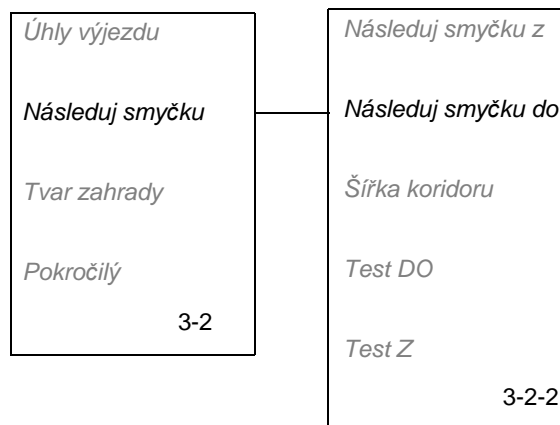 Úhly výjezdu
Následuj smyčku
Tvar zahrady
Pokročilý
3-2
Následuj smyčku z
Následuj smyčku do
Šířka koridoru
Test DO
Test Z
3-2-2